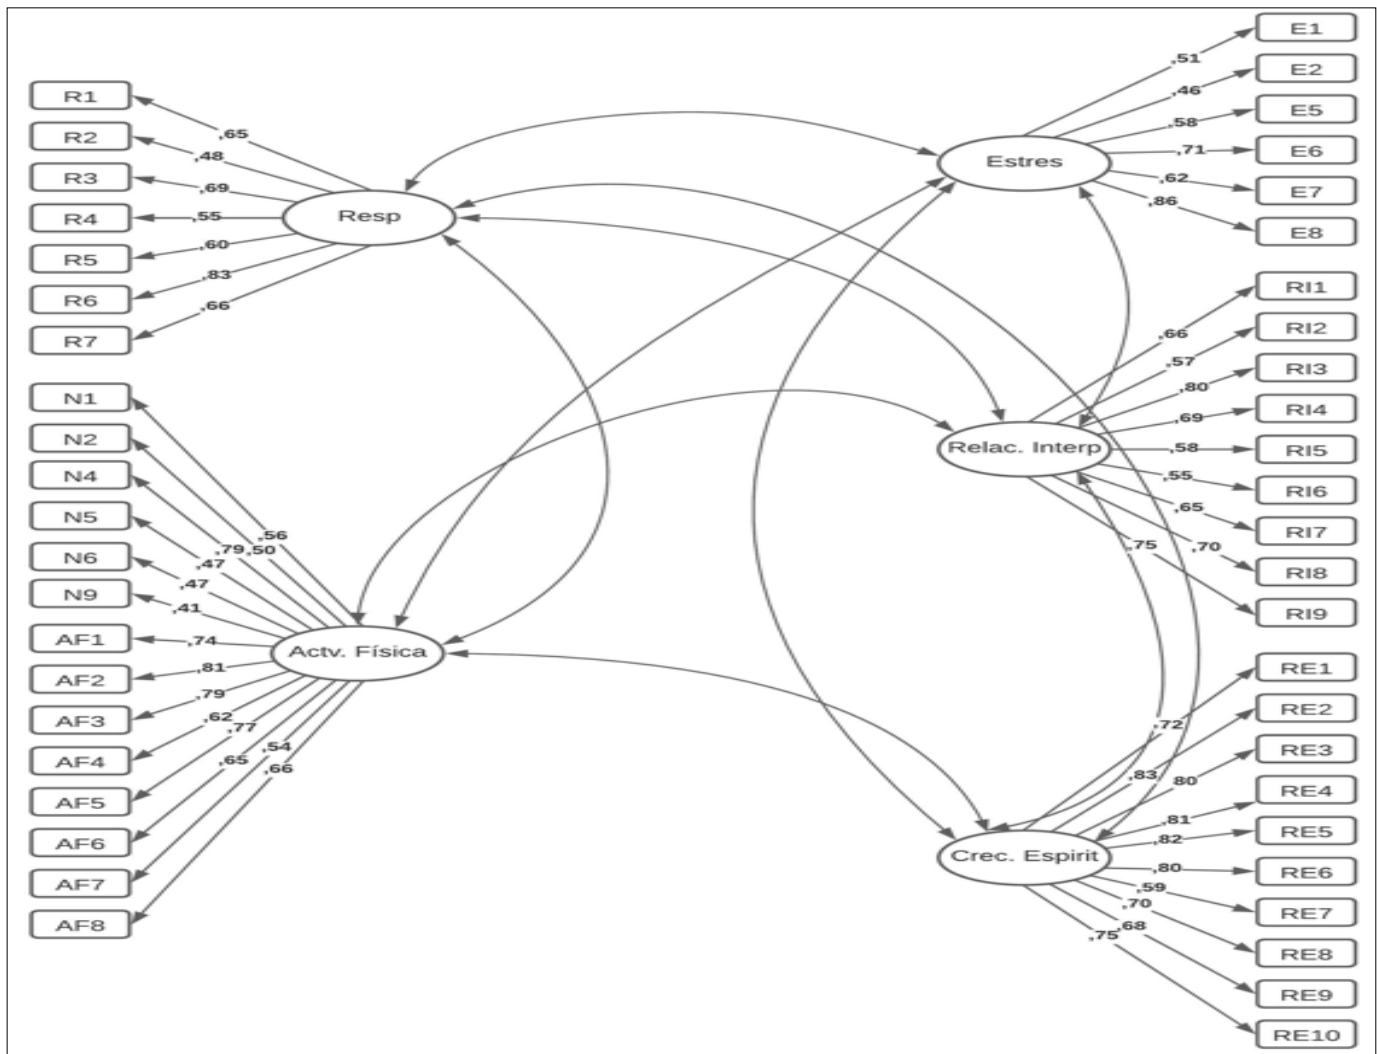 R1
R2
R3
R4
R5
R6
R7
,65
,48
,69
,55
,60
,83
,66
Resp
N1
N2
N4
N5
N6
N9
AF1
AF2
AF3
AF4
AF5
AF6
AF7
AF8
,56
,79 ,50
,47
,47
,41
,74
,81
,79
,62
,77
,65
,54
,66
Actv. Física
Estres
,51
,46
,58
,71
,62
,86
E1
E2
E5
E6
E7
E8
Relac. Interp
,66
,57
,80
,69
,58
,55
,65
,75
,70
RI1
RI2
RI3
RI4
RI5
RI6
RI7
RI8
RI9
Crec. Espirit
,72
,83
,80
,81
,82
,80
,59
,70
,68
,75
RE1
RE2
RE3
RE4
RE5
RE6
RE7
RE8
RE9
RE10